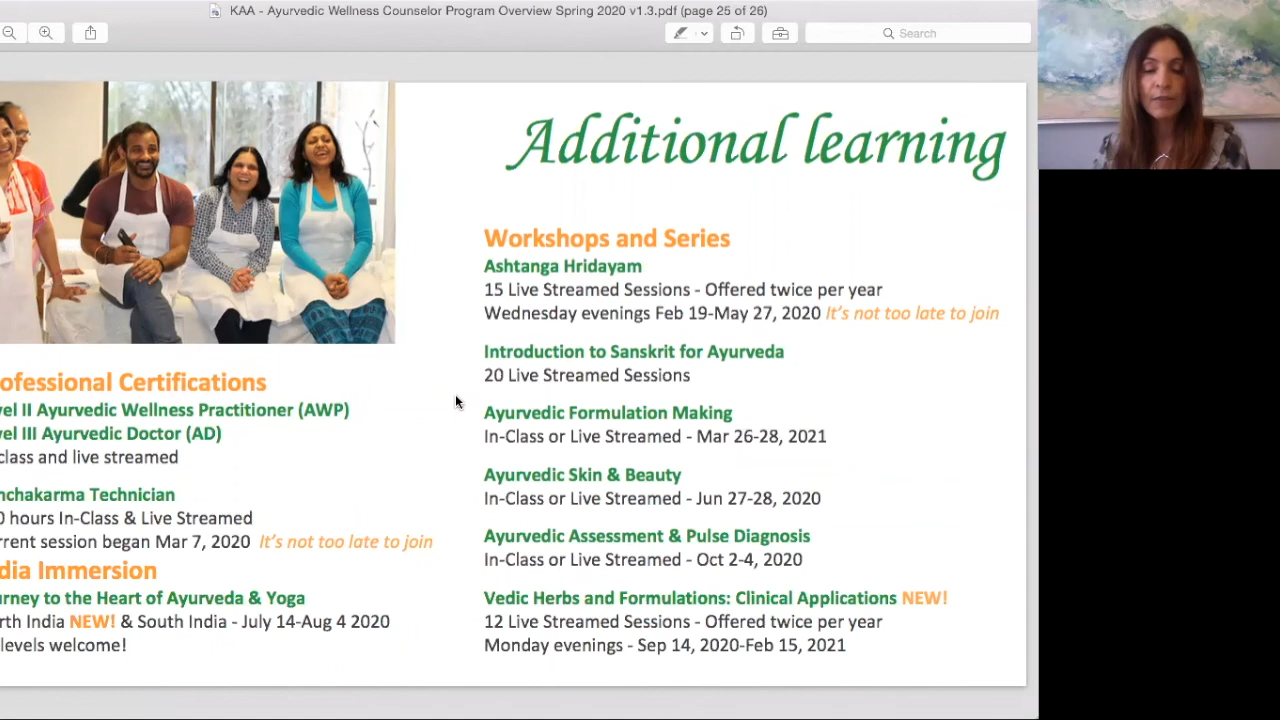 KAA - Ayurvedic Wellness Counselor Program Overview Spring 2020 v1.3.pdf (page 25 of 26)
Search
Additional learning
Workshops and Series
Ashtanga Hridayam
15 Live Streamed Sessions - Offered twice per year
Wednesday evenings Feb 19-May 27, 2020 It's not too late to join
Introduction to Sanskrit for Ayurveda
20 Live Streamed Sessions
Ayurvedic Formulation Making
In-Class or Live Streamed - Mar 26-28, 2021
Ayurvedic Skin & Beauty
In-Class or Live Streamed - Jun 27-28, 2020
Ayurvedic Assessment & Pulse Diagnosis
In-Class or Live Streamed - Oct 2-4, 2020
Vedic Herbs and Formulations: Clinical Applications NEW!
12 Live Streamed Sessions - Offered twice per year
Monday evenings - Sep 14, 2020-Feb 15, 2021
ofessional Certifications
vel II Ayurvedic Wellness Practitioner (AWP)
vel III Ayurvedic Doctor (AD)
class and live streamed
nchakarma Technician
0 hours In-Class & Live Streamed
rrent session began Mar 7, 2020 It's not too late to join
dia Immersion
urney to the Heart of Ayurveda & Yoga
rth India NEW! & South India - July 14-Aug 4 2020
levels welcome!